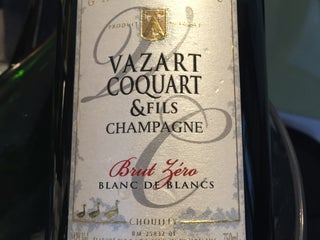 VAZART
COQUART
& FILS
CHAMPAGNE
Brut Zéro
BLANC DE BLANCS
CHOUILLY